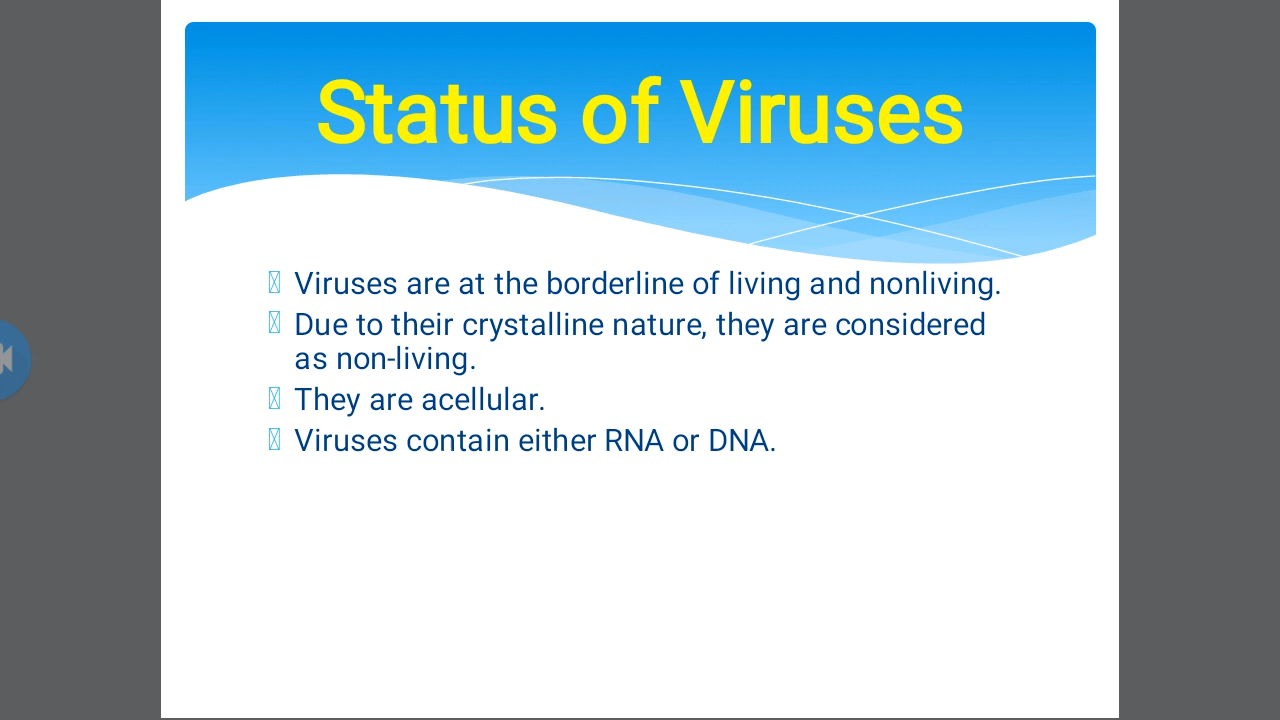 Status of Viruses
Viruses are at the borderline of living and nonliving.
Due to their crystalline nature, they are considered
as non-living.
They are acellular.
Viruses contain either RNA or DNA.